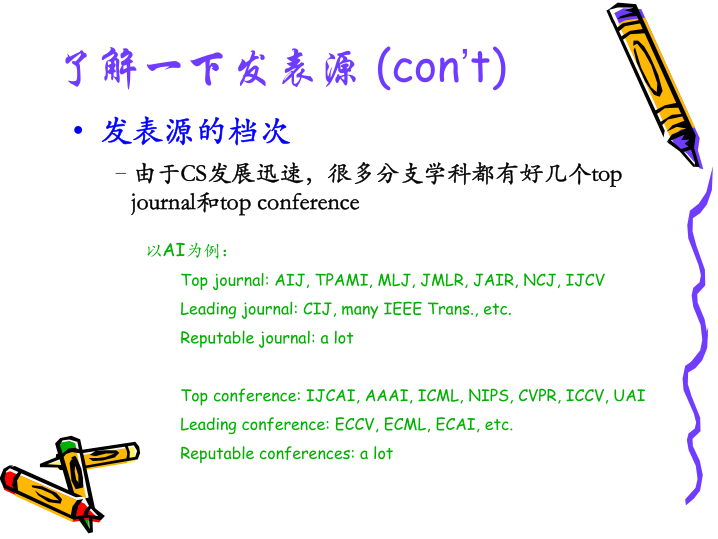 了解一下发表源 (con’t)
• 发表源的档次
–由于CS发展迅速，很多分支学科都有好几个top
journal和top conference
以AI为例：
Top journal: AIJ, TPAMI, MLJ, JMLR, JAIR, NCJ, IJCV
Leading journal: CIJ, many IEEE Trans., etc.
Reputable journal: a lot
Top conference: IJCAI, AAAI, ICML, NIPS, CVPR, ICCV, UAI
Leading conference: ECCV, ECML, ECAI, etc.
Reputable conferences: a lot